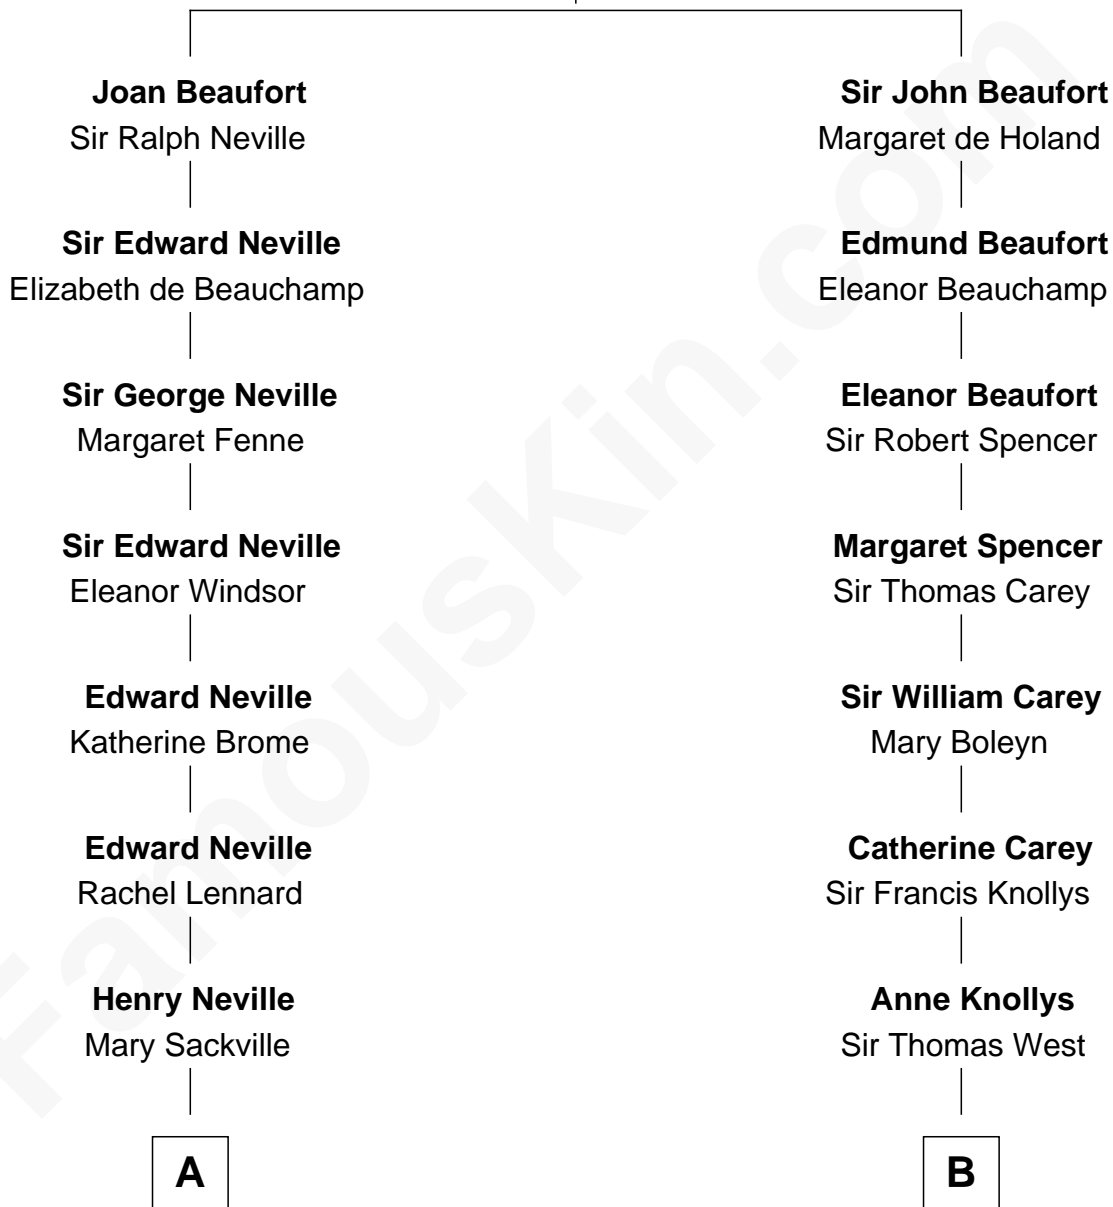 Joan Beaufort
Sir Ralph Neville
Sir Edward Neville
Elizabeth de Beauchamp
Sir George Neville
Margaret Fenne
Sir Edward Neville
Eleanor Windsor
Edward Neville
Katherine Brome
Edward Neville
Rachel Lennard
Henry Neville
Mary Sackville
A
Sir John Beaufort
Margaret de Holand
Edmund Beaufort
Eleanor Beauchamp
Eleanor Beaufort
Sir Robert Spencer
Margaret Spencer
Sir Thomas Carey
Sir William Carey
Mary Boleyn
Catherine Carey
Sir Francis Knollys
Anne Knollys
Sir Thomas West
B
FamousKin.com